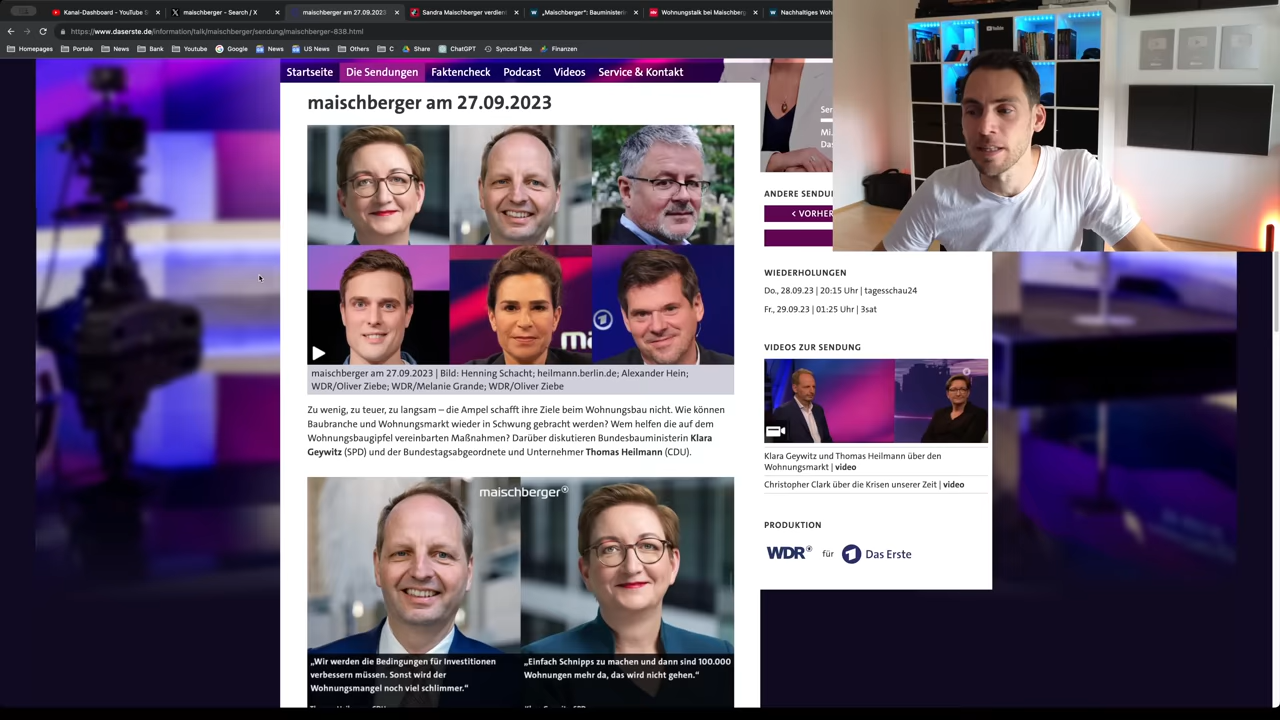 Kanal-Dashboard - YouTube S
maischberger - Search / X
maischberger am 27.09.2023
Sandra Maischberger verdien
„Maischberger": Bauminister
Wohnungstalk bei Maischberg
Nachhaltiges Wohn
https://www.daserste.de/information/talk/maischberger/sendung/maischberger-838.html
Homepages Portale News Bank Youtube Google News US News Others C Share ChatGPT Synced Tabs Finanzen
Startseite Die Sendungen Faktencheck Podcast Videos Service & Kontakt
maischberger am 27.09.2023
maischberger am 27.09.2023 | Bild: Henning Schacht; heilmann.berlin.de; Alexander Hein;
WDR/Oliver Ziebe; WDR/Melanie Grande; WDR/Oliver Ziebe
Zu wenig, zu teuer, zu langsam – die Ampel schafft ihre Ziele beim Wohnungsbau nicht. Wie können
Baubranche und Wohnungsmarkt wieder in Schwung gebracht werden? Wem helfen die auf dem
Wohnungsbaugipfel vereinbarten Maßnahmen? Darüber diskutieren Bundesbauministerin Klara
Geywitz (SPD) und der Bundestagsabgeordnete und Unternehmer Thomas Heilmann (CDU).
maischberger
„Wir werden die Bedingungen für Investitionen
verbessern müssen. Sonst wird der
Wohnungsmangel noch viel schlimmer."
„Einfach Schnipps zu machen und dann sind 100.000
Wohnungen mehr da, das wird nicht gehen."
Sen
Mi.
Das
ANDERE SENDU
< VORHER
WIEDERHOLUNGEN
Do., 28.09.23 | 20:15 Uhr | tagesschau24
Fr., 29.09.23 | 01:25 Uhr | 3sat
VIDEOS ZUR SENDUNG
Klara Geywitz und Thomas Heilmann über den
Wohnungsmarkt | video
Christopher Clark über die Krisen unserer Zeit | video
PRODUKTION
WDR für Das Erste